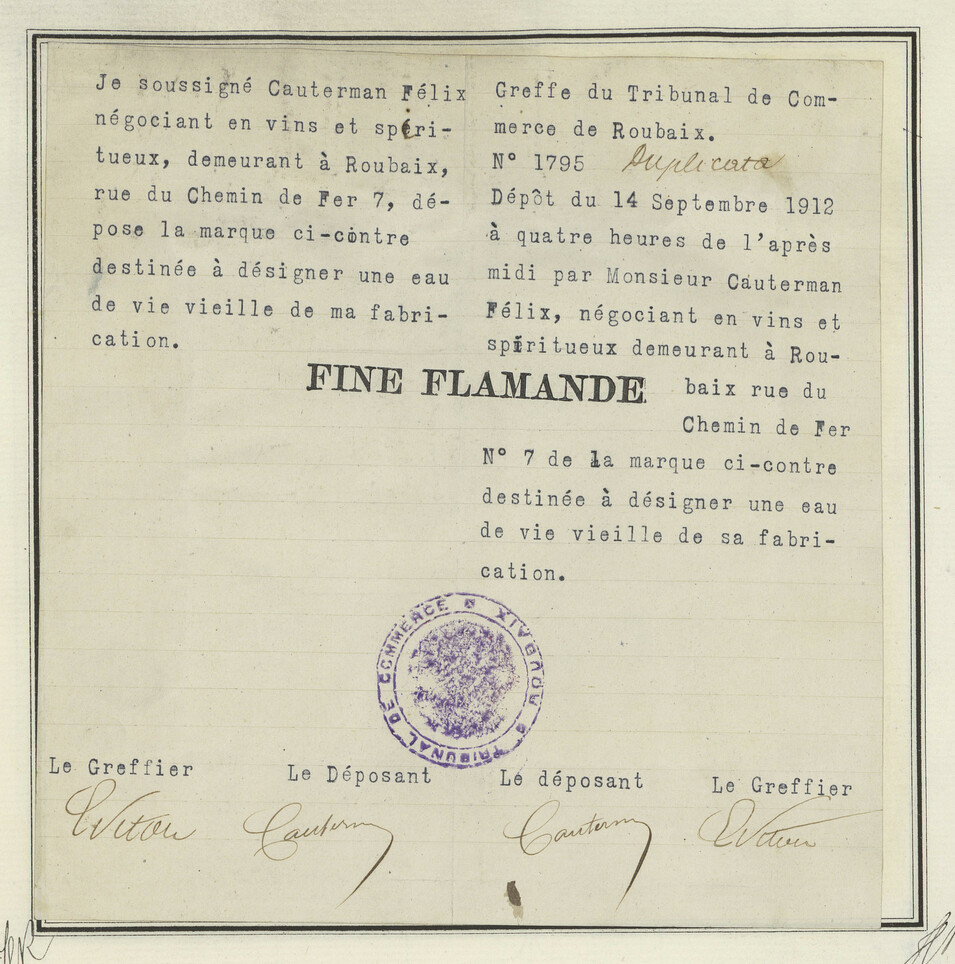 Je soussigné Cauterman Félix
négociant en vins et spiri-
tueux, demeurant à Roubaix,
rue du Chemin de Fer 7, dé-
pose la marque ci-contre
destinée à désigner une eau
de vie vieille de ma fabri-
cation.
Greffe du Tribunal de Com-
merce de Roubaix.
N° 1795 Duplicata
Dépôt du 14 Septembre 1912
à quatre heures de l'après
midi par Monsieur Cauterman
Félix, négociant en vins et
spiritueux demeurant à Rou-
baix rue du
Chemin de Fer
N° 7 de la marque ci-contre
destinée à désigner une eau
de vie vieille de sa fabri-
cation.
FINE FLAMANDE
TRIBUNAL DE COMMERCE ROUBAIX
Le Greffier
Le Déposant
Le déposant
Le Greffier
Cauterman
Cauterman